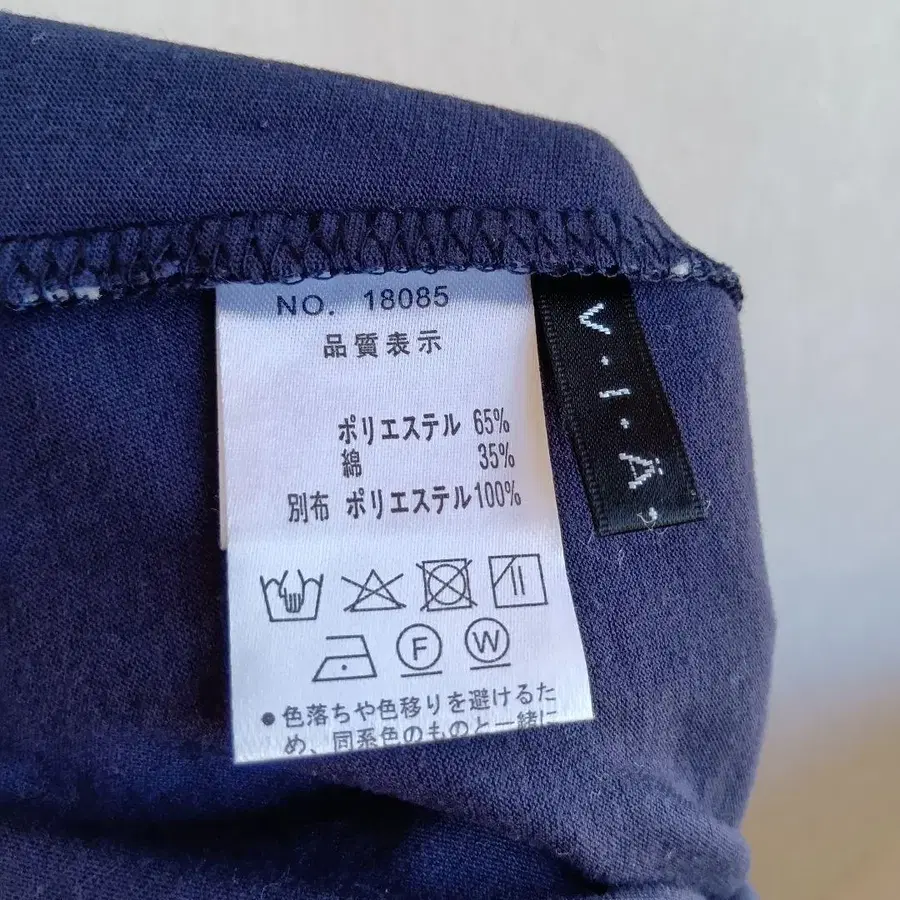 NO. 18085
品質表示
ポリエステル 65%
綿 35%
別布 ポリエステル100%
F W
●色落ちや色移りを避けるた
め、同系色のものと一緒に
V・I・Ä